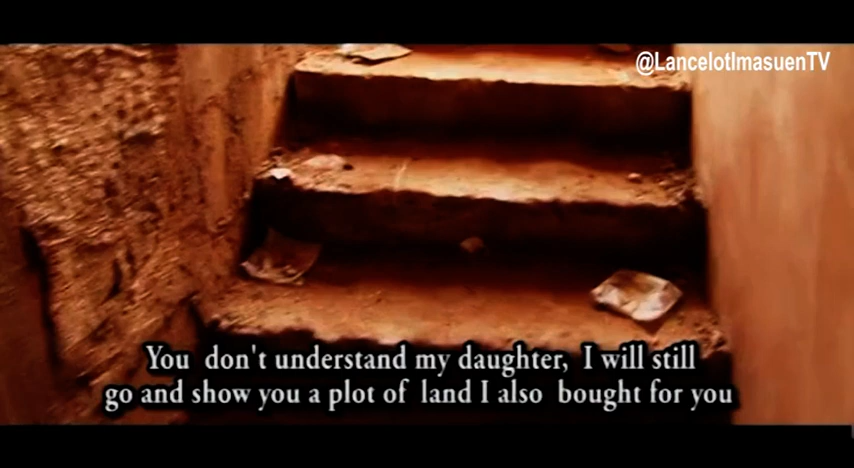 @LancelotImasuenTV
You don't understand my daughter, I will still
go and show you a plot of land I also bought for you